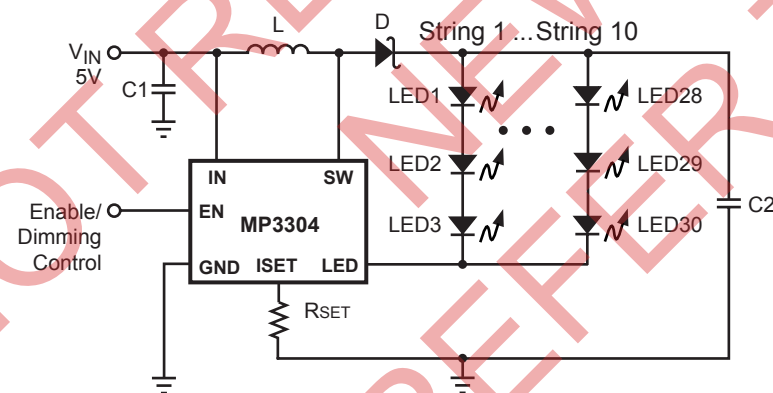 L
D
String 1 ... String 10
VIN
5V
C1
LED1
LED28
IN
SW
LED2
LED29
C2
Enable/
Dimming
Control
EN
MP3304
LED3
LED30
GND
ISET
LED
RSET